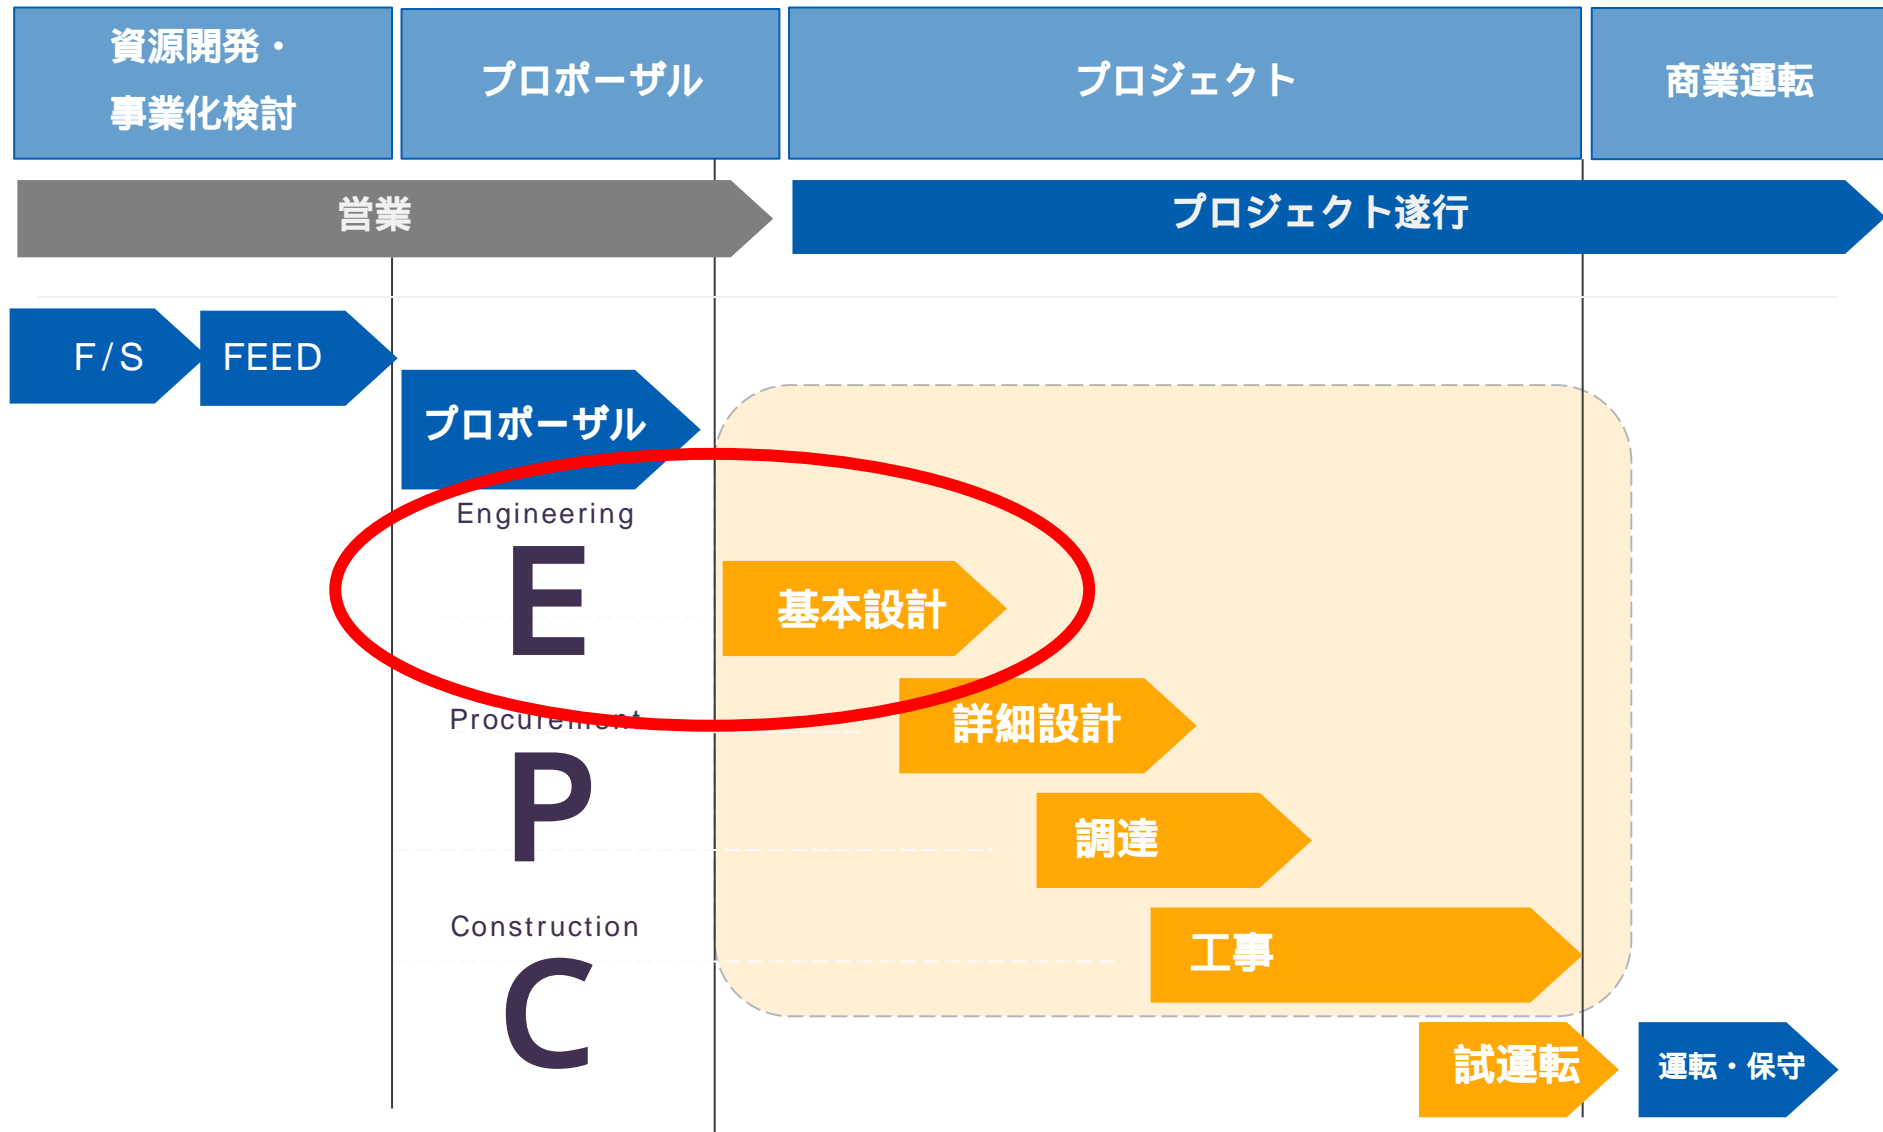 資源開発・
事業化検討
プロポーザル
プロジェクト
商業運転
営業
プロジェクト遂行
F/S
FEED
プロポーザル
Engineering
E
基本設計
Procurement
詳細設計
P
調達
Construction
工事
C
試運転
運転・保守